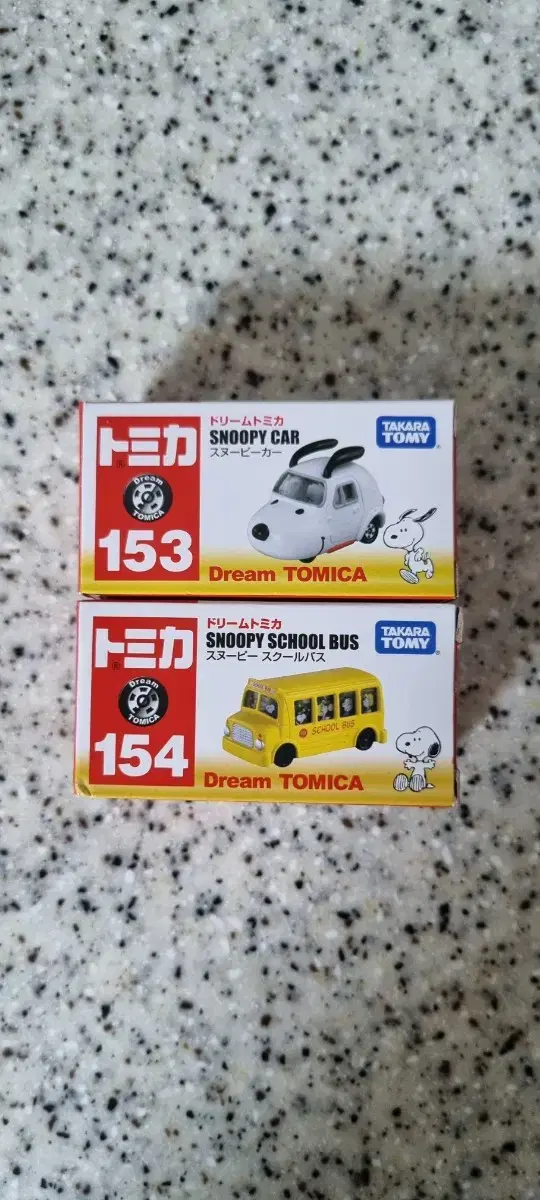 トミカ
Dream
TOMICA
153
ドリームトミカ
SNOOPY CAR
スヌーピーカー
TAKARA
TOMY
Dream TOMICA
トミカ
Dream
TOMICA
154
ドリームトミカ
SNOOPY SCHOOL BUS
スヌーピー スクールバス
TAKARA
TOMY
SCHOOL BUS
SCHOOL BUS
Dream TOMICA